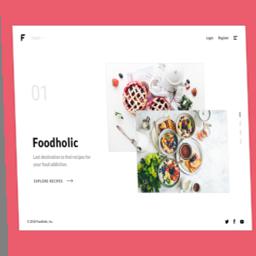 F
Login Register
01
Foodholic
Last destination to find recipes for
your food addiction.
EXPLORE RECIPES
© 2018 Foodholic, Inc.